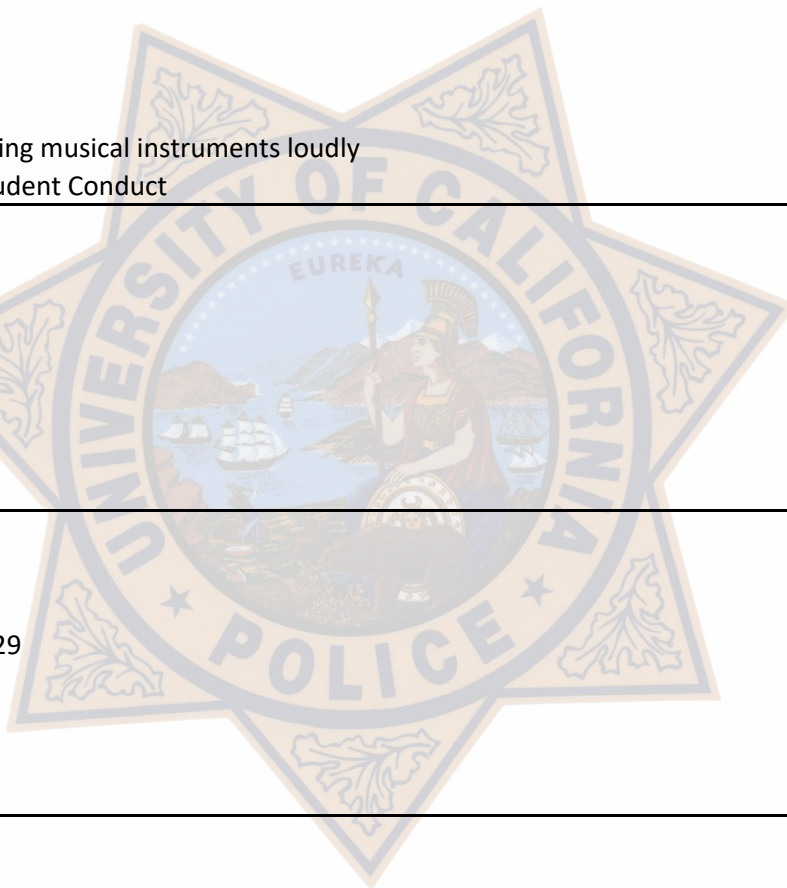 ing musical instruments loudly
udent Conduct
UNIVERSITY OF CALIFORNIA
EUREKA
29
POLICE